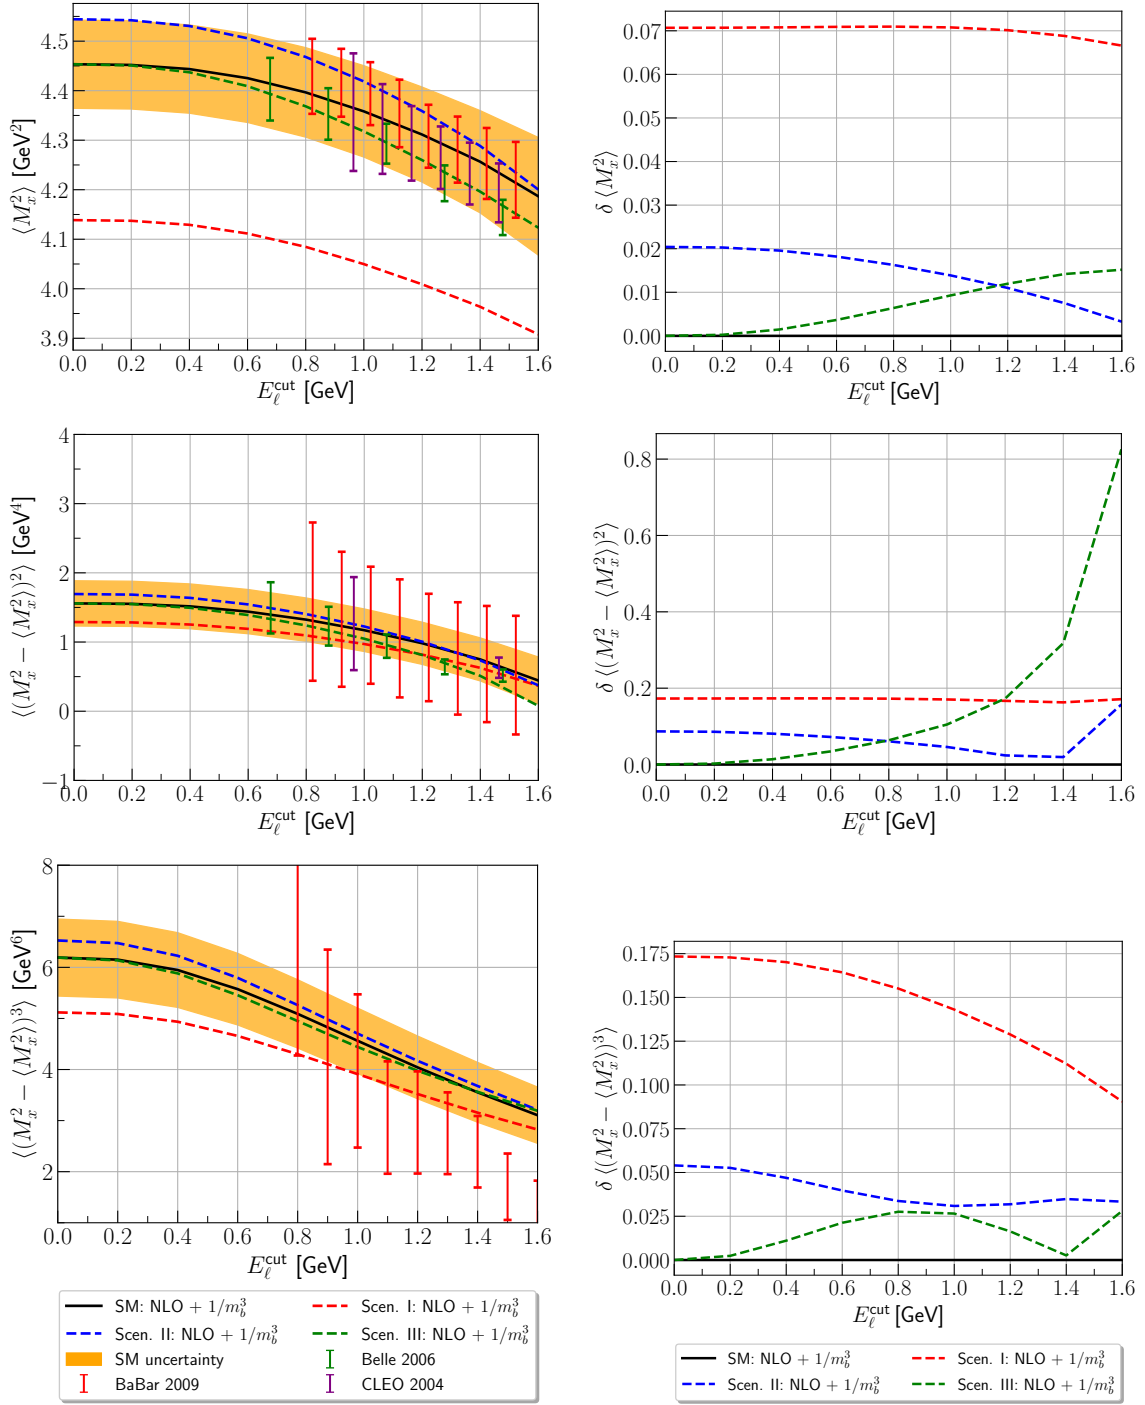 4.5
4.4
4.3
4.2
4.1
4.0
3.9
⟨M_x^2⟩ [GeV^2]
0.0 0.2 0.4 0.6 0.8 1.0 1.2 1.4 1.6
E_ℓ^cut [GeV]
0.07
0.06
0.05
0.04
0.03
0.02
0.01
0.00
δ ⟨M_x^2⟩
0.0 0.2 0.4 0.6 0.8 1.0 1.2 1.4 1.6
E_ℓ^cut [GeV]
4
3
2
1
0
−1
⟨(M_x^2 − ⟨M_x^2⟩)^2⟩ [GeV^4]
0.0 0.2 0.4 0.6 0.8 1.0 1.2 1.4 1.6
E_ℓ^cut [GeV]
0.8
0.6
0.4
0.2
0.0
δ ⟨(M_x^2 − ⟨M_x^2⟩)^2⟩
0.0 0.2 0.4 0.6 0.8 1.0 1.2 1.4 1.6
E_ℓ^cut [GeV]
8
6
4
2
⟨(M_x^2 − ⟨M_x^2⟩)^3⟩ [GeV^6]
0.0 0.2 0.4 0.6 0.8 1.0 1.2 1.4 1.6
E_ℓ^cut [GeV]
SM: NLO + 1/m_b^3
Scen. I: NLO + 1/m_b^3
Scen. II: NLO + 1/m_b^3
Scen. III: NLO + 1/m_b^3
SM uncertainty
Belle 2006
BaBar 2009
CLEO 2004
0.175
0.150
0.125
0.100
0.075
0.050
0.025
0.000
δ ⟨(M_x^2 − ⟨M_x^2⟩)^3⟩
0.0 0.2 0.4 0.6 0.8 1.0 1.2 1.4 1.6
E_ℓ^cut [GeV]
SM: NLO + 1/m_b^3
Scen. I: NLO + 1/m_b^3
Scen. II: NLO + 1/m_b^3
Scen. III: NLO + 1/m_b^3